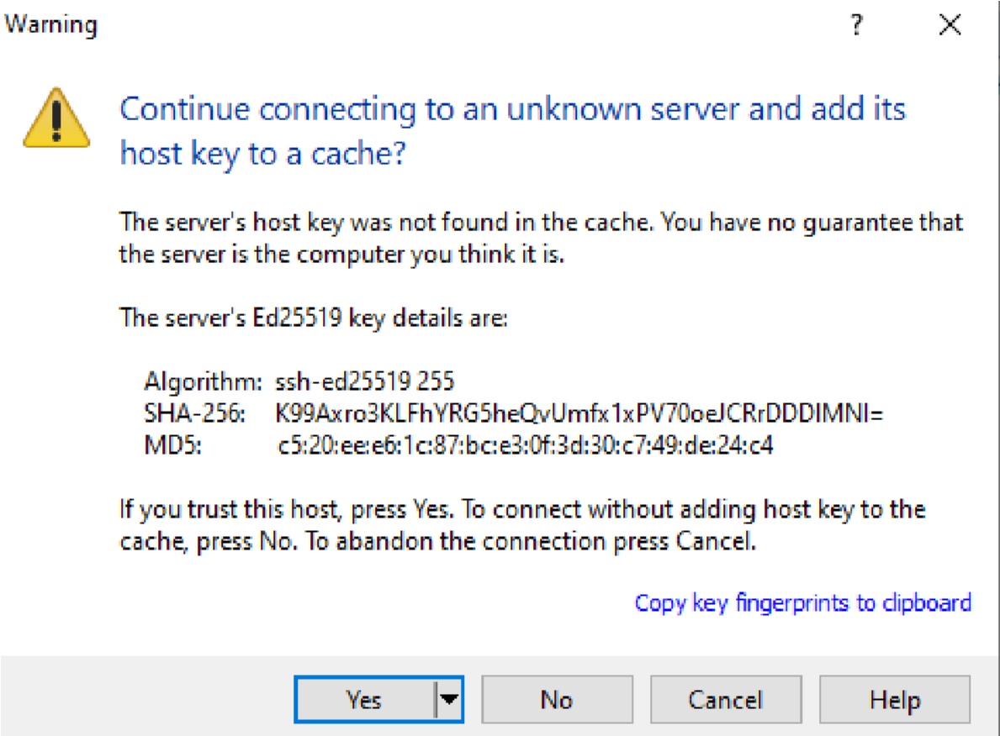 Warning
Continue connecting to an unknown server and add its
host key to a cache?
The server's host key was not found in the cache. You have no guarantee that
the server is the computer you think it is.
The server's Ed25519 key details are:
Algorithm: ssh-ed25519 255
SHA-256: K99Axro3KLFhYRG5heQvUmfx1xPV70oeJCRrDDDIMNI=
MD5: c5:20:ee:e6:1c:87:bc:e3:0f:3d:30:c7:49:de:24:c4
If you trust this host, press Yes. To connect without adding host key to the
cache, press No. To abandon the connection press Cancel.
Copy key fingerprints to clipboard
Yes No Cancel Help